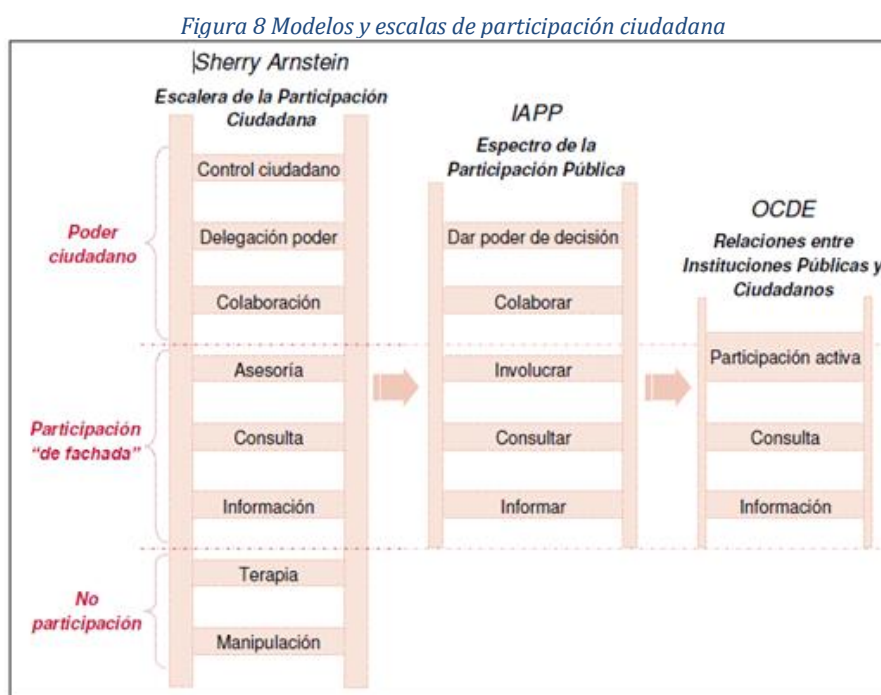 Figura 8 Modelos y escalas de participación ciudadana
Sherry Arnstein
Escalera de la Participación
Ciudadana
Control ciudadano
Delegación poder
Colaboración
Asesoría
Consulta
Información
Terapia
Manipulación
Poder
ciudadano
Participación
“de fachada”
No
participación
IAPP
Espectro de la
Participación Pública
Dar poder de decisión
Colaborar
Involucrar
Consultar
Informar
OCDE
Relaciones entre
Instituciones Públicas y
Ciudadanos
Participación activa
Consulta
Información